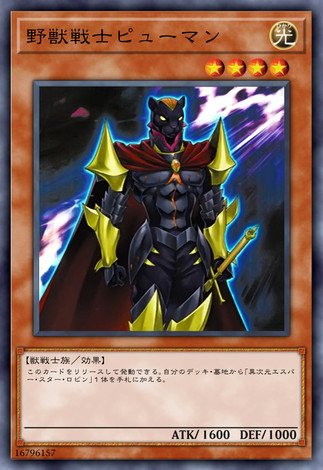 野獣戦士ピューマン
光
【獣戦士族／効果】
このカードをリリースして発動できる。自分のデッキ・墓地から「異次元エスパ
ー・スター・ロビン」１体を手札に加える。
ATK/ 1600 DEF/1000
16796157